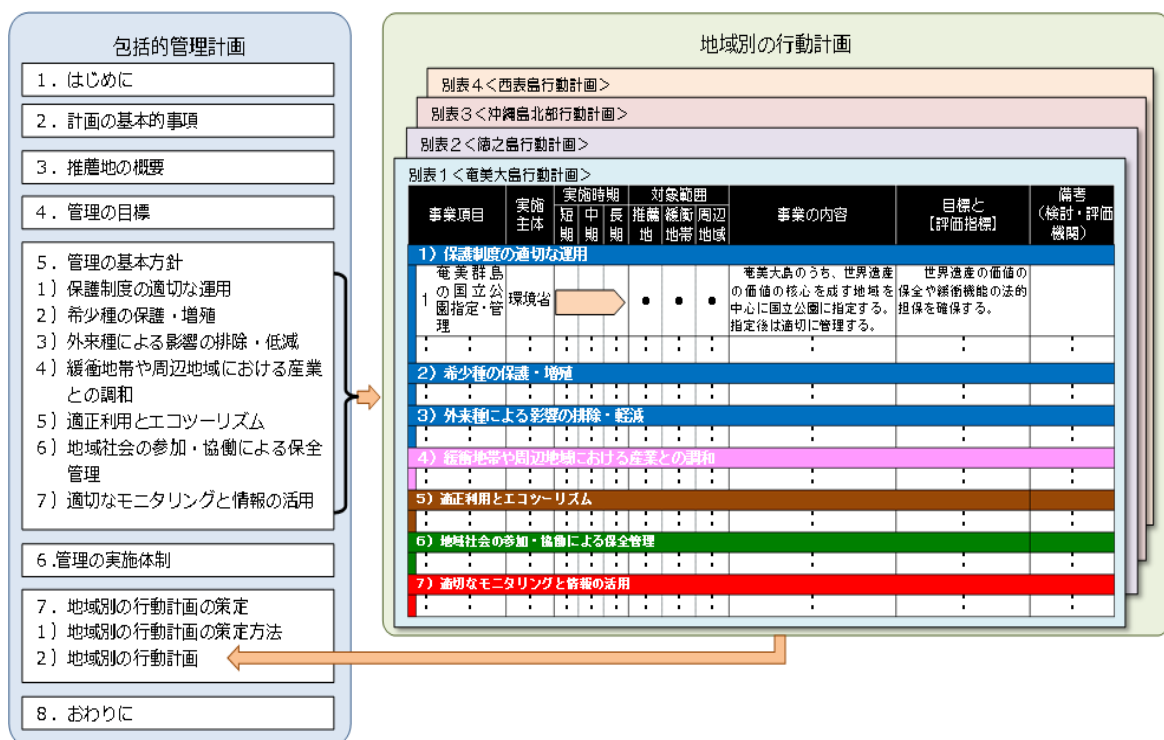 包括的管理計画
1．はじめに
2．計画の基本的事項
3．推薦地の概要
4．管理の目標
5．管理の基本方針
1）保護制度の適切な運用
2）希少種の保護・増殖
3）外来種による影響の排除・低減
4）緩衝地帯や周辺地域における産業
との調和
5）適正利用とエコツーリズム
6）地域社会の参加・協働による保全
管理
7）適切なモニタリングと情報の活用
6.管理の実施体制
7．地域別の行動計画の策定
1）地域別の行動計画の策定方法
2）地域別の行動計画
8．おわりに
地域別の行動計画
別表4＜西表島行動計画＞
別表3＜沖縄島北部行動計画＞
別表2＜徳之島行動計画＞
別表1＜奄美大島行動計画＞
事業項目
実施
主体
実施時期
短
期
中
期
長
期
対象範囲
推薦
地
緩衝
地帯
周辺
地域
事業の内容
目標と
【評価指標】
備考
（検討・評価
機関）
1）保護制度の適切な運用
1
奄美群島
の国立公
園指定・管
理
環境省
● ● ●
奄美大島のうち、世界遺産
の価値の核心を成す地域を
中心に国立公園に指定する。
指定後は適切に管理する。
世界遺産の価値の
保全や緩衝機能の法的
担保を確保する。
2）希少種の保護・増殖
3）外来種による影響の排除・軽減
4）緩衝地帯や周辺地域における産業との調和
5）適正利用とエコツーリズム
6）地域社会の参加・協働による保全管理
7）適切なモニタリングと情報の活用